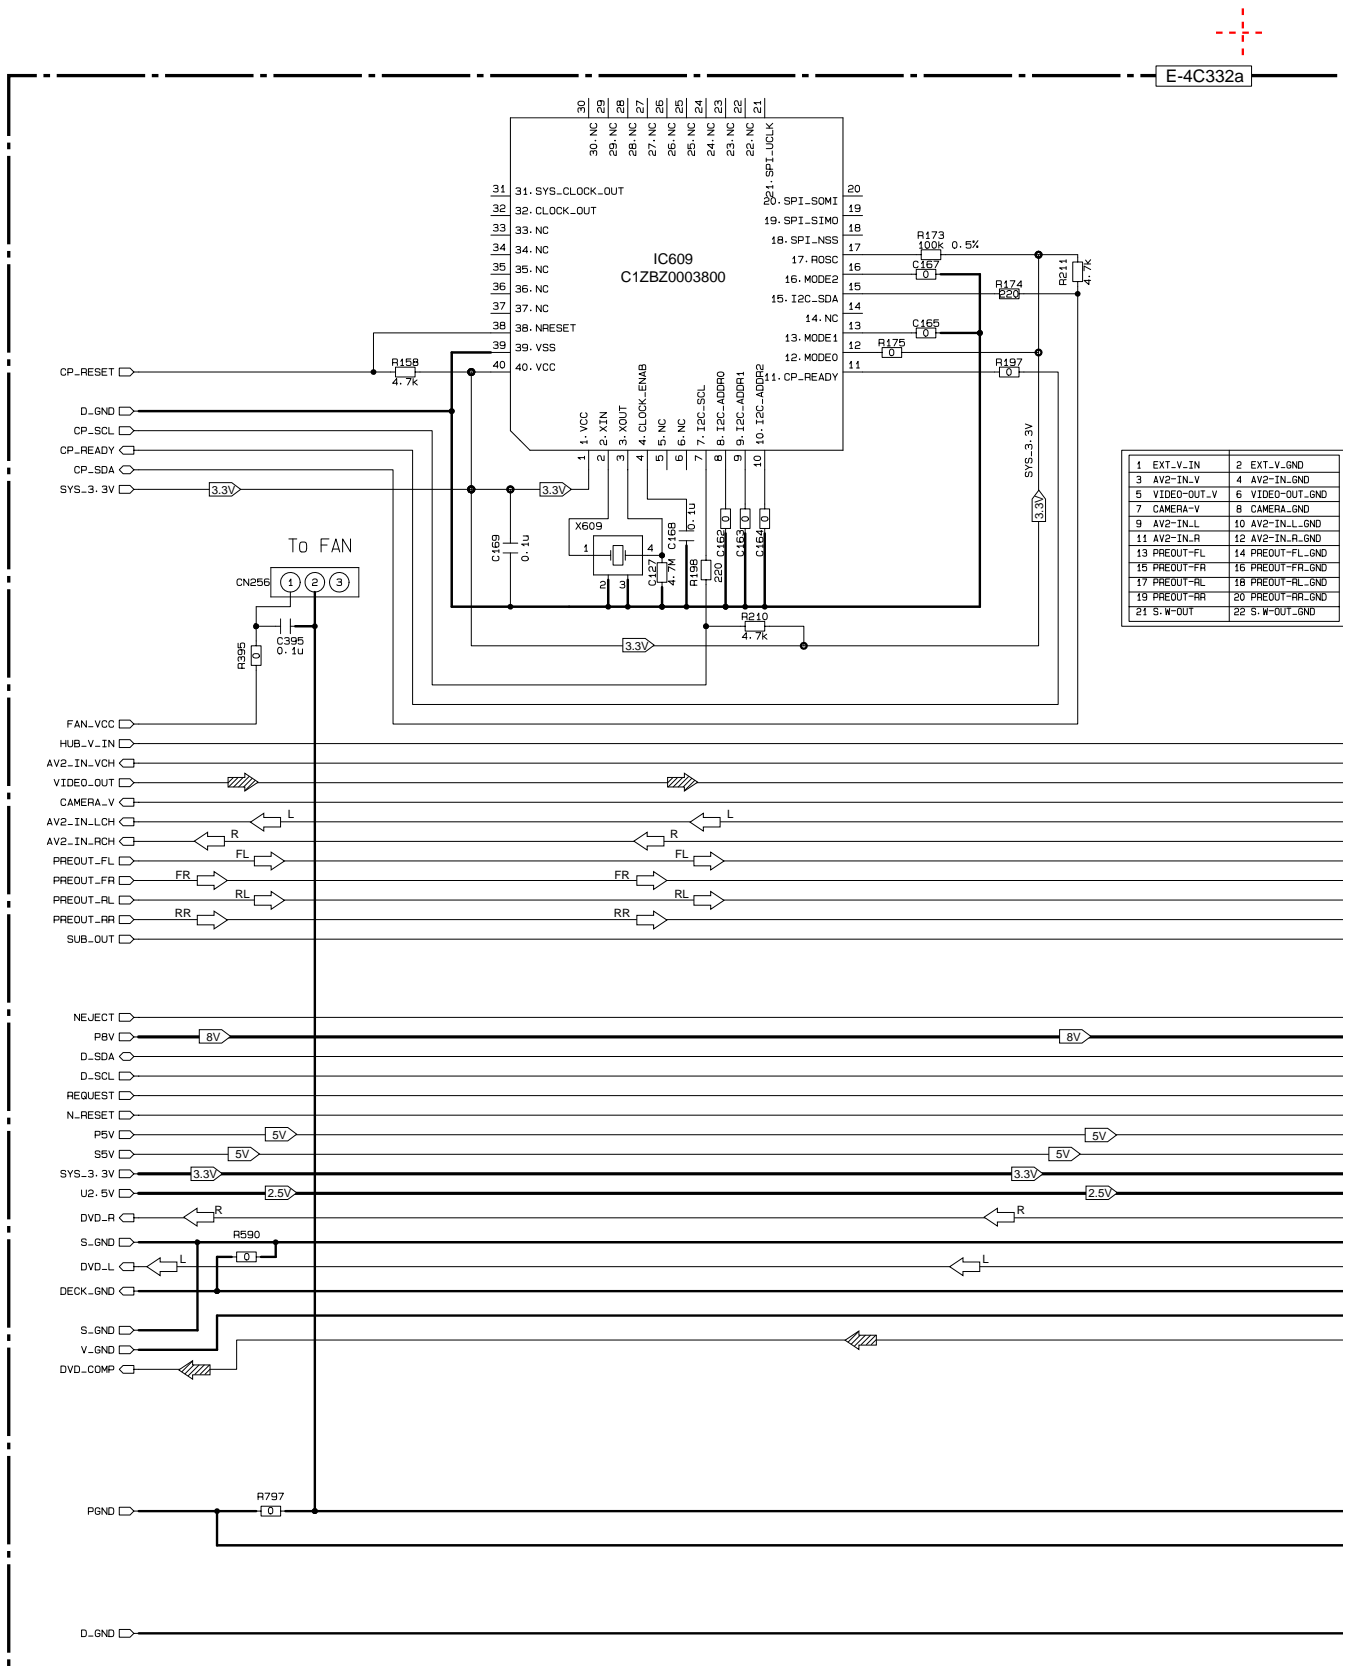 E-4C332a
30 29 28 27 26 25 24 23 22 21
30. NC
29. NC
28. NC
27. NC
26. NC
25. NC
24. NC
23. NC
22. NC
21. SPI_UCLK
31 31. SYS_CLOCK_OUT
32 32. CLOCK_OUT
33 33. NC
34 34. NC
35 35. NC
36 36. NC
37 37. NC
38 38. NRESET
39 39. VSS
40 40. VCC
IC609
C1ZBZ0003800
20. SPI_SOMI 20
19. SPI_SIMO 19
18. SPI_NSS 18
17. ROSC 17
16. MODE2 16
15. I2C_SDA 15
14. NC 14
13. MODE1 13
12. MODE0 12
11. CP_READY 11
1. VCC
2. XIN
3. XOUT
4. CLOCK_ENAB
5. NC
6. NC
7. I2C_SCL
8. I2C_ADDR0
9. I2C_ADDR1
10. I2C_ADDR2
1 2 3 4 5 6 7 8 9 10
R173
100k 0.5%
C167
0
R211
4.7k
R174
220
C165
0
R175
0
R197
0
SYS_3.3V
3.3V
CP_RESET
R158
4.7k
D_GND
CP_SCL
CP_READY
CP_SDA
SYS_3.3V 3.3V 3.3V
C169
0.1u
X609
1 4
2 3
C127
4.7M
C168
0.1u
R198
220
C162
0
C163
0
C164
0
R210
4.7k
3.3V
To FAN
CN256 1 2 3
C395
0.1u
R395
0
1 EXT_V_IN 2 EXT_V_GND
3 AV2-IN_V 4 AV2-IN_GND
5 VIDEO-OUT_V 6 VIDEO-OUT_GND
7 CAMERA-V 8 CAMERA_GND
9 AV2-IN_L 10 AV2-IN_L_GND
11 AV2-IN_R 12 AV2-IN_R_GND
13 PREOUT-FL 14 PREOUT-FL_GND
15 PREOUT-FR 16 PREOUT-FR_GND
17 PREOUT-RL 18 PREOUT-RL_GND
19 PREOUT-RR 20 PREOUT-RR_GND
21 S.W-OUT 22 S.W-OUT_GND
FAN_VCC
HUB_V_IN
AV2_IN_VCH
VIDEO_OUT
CAMERA_V
AV2_IN_LCH L L
AV2_IN_RCH R R
PREOUT_FL FL FL
PREOUT_FR FR FR
PREOUT_RL RL RL
PREOUT_RR RR RR
SUB_OUT
NEJECT
P8V 8V 8V
D_SDA
D_SCL
REQUEST
N_RESET
P5V 5V 5V
S5V 5V 5V
SYS_3.3V 3.3V 3.3V
U2.5V 2.5V 2.5V
DVD_R R R
S_GND R590
0
DVD_L L L
DECK_GND
S_GND
V_GND
DVD_COMP
R797
PGND 0
D_GND